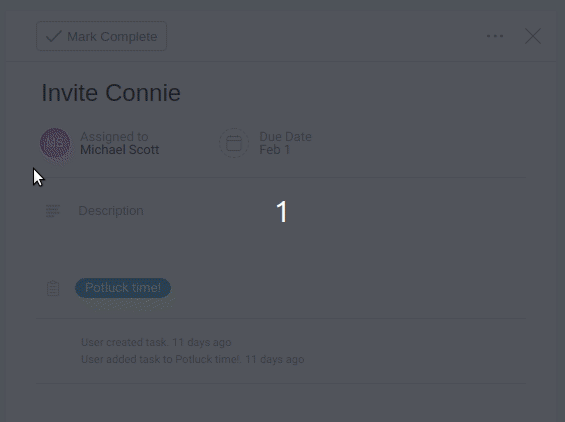 Mark Complete
Invite Connie
MS
Assigned to
Michael Scott
Due Date
Feb 1
1
Description
Potluck time!
User created task. 11 days ago
User added task to Potluck time!. 11 days ago